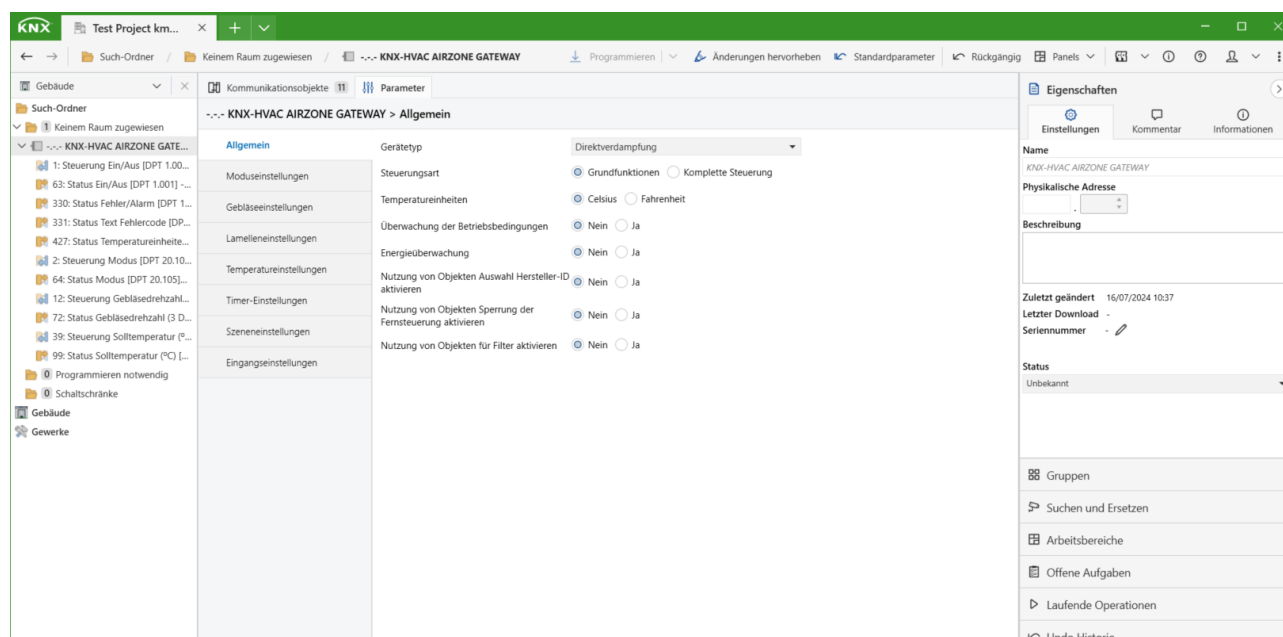 KNX
Test Project km...
Such-Ordner / Keinem Raum zugewiesen / -.-.- KNX-HVAC AIRZONE GATEWAY
Programmieren
Änderungen hervorheben
Standardparameter
Rückgängig
Panels
Gebäude
Such-Ordner
1 Keinem Raum zugewiesen
-.-.- KNX-HVAC AIRZONE GATE...
1: Steuerung Ein/Aus [DPT 1.00...
63: Status Ein/Aus [DPT 1.001] -...
330: Status Fehler/Alarm [DPT 1...
331: Status Text Fehlercode [DP...
427: Status Temperatureinheite...
2: Steuerung Modus [DPT 20.10...
64: Status Modus [DPT 20.105]...
12: Steuerung Gebläsedrehzahl...
72: Status Gebläsedrehzahl (3 D...
39: Steuerung Solltemperatur (º...
99: Status Solltemperatur (ºC) [...
0 Programmieren notwendig
0 Schaltschränke
Gebäude
Gewerke
Kommunikationsobjekte 11
Parameter
-.-.- KNX-HVAC AIRZONE GATEWAY > Allgemein
Allgemein
Moduseinstellungen
Gebläseeinstellungen
Lamelleneinstellungen
Temperatureinstellungen
Timer-Einstellungen
Szeneneinstellungen
Eingangseinstellungen
Gerätetyp Direktverdampfung
Steuerungsart Grundfunktionen Komplette Steuerung
Temperatureinheiten Celsius Fahrenheit
Überwachung der Betriebsbedingungen Nein Ja
Energieüberwachung Nein Ja
Nutzung von Objekten Auswahl Hersteller-ID
aktivieren Nein Ja
Nutzung von Objekten Sperrung der
Fernsteuerung aktivieren Nein Ja
Nutzung von Objekten für Filter aktivieren Nein Ja
Eigenschaften
Einstellungen Kommentar Informationen
Name
KNX-HVAC AIRZONE GATEWAY
Physikalische Adresse
.
Beschreibung
Zuletzt geändert 16/07/2024 10:37
Letzter Download -
Seriennummer -
Status
Unbekannt
Gruppen
Suchen und Ersetzen
Arbeitsbereiche
Offene Aufgaben
Laufende Operationen
Undo Historie